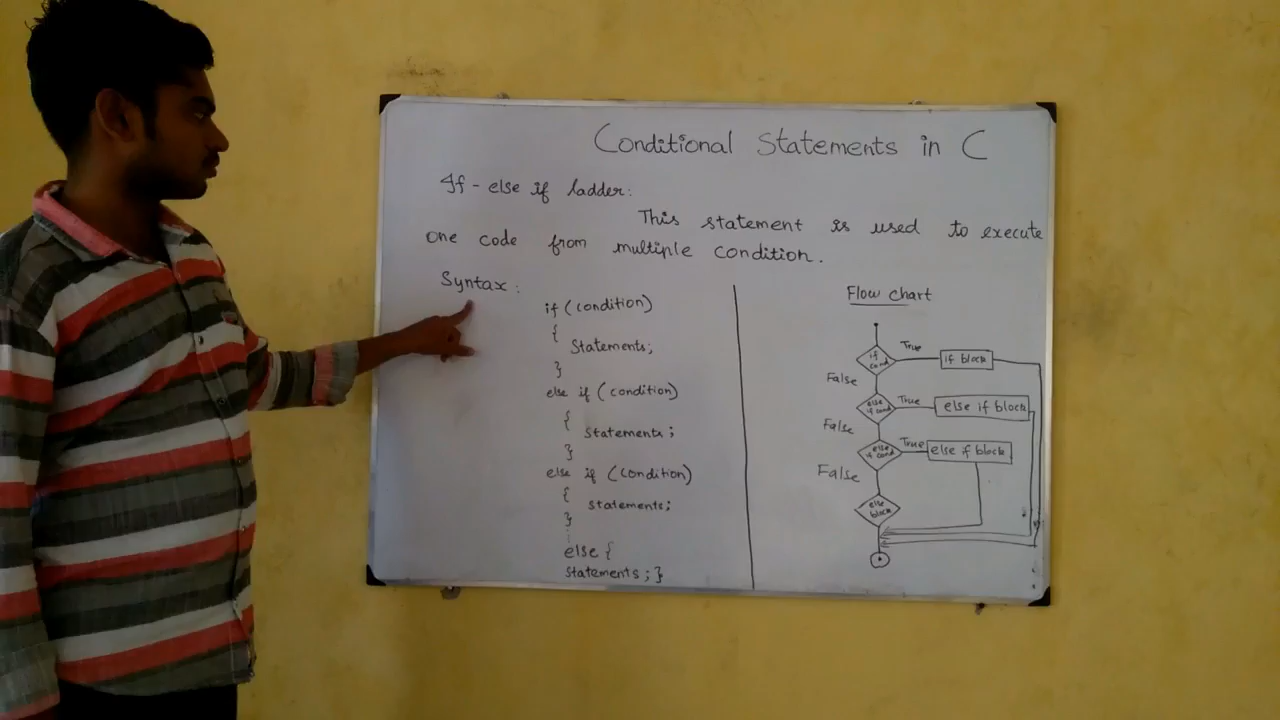 Conditional Statements in C
If - else if ladder:
This statement is used to execute
one code from multiple condition.
Syntax:
if (condition)
{
Statements;
}
else if (condition)
{
statements;
}
else if (condition)
{
statements;
}
else {
statements; }
Flow chart
if cond
True
if block
False
else if cond
True
else if block
False
else if cond
True
else if block
False
else block